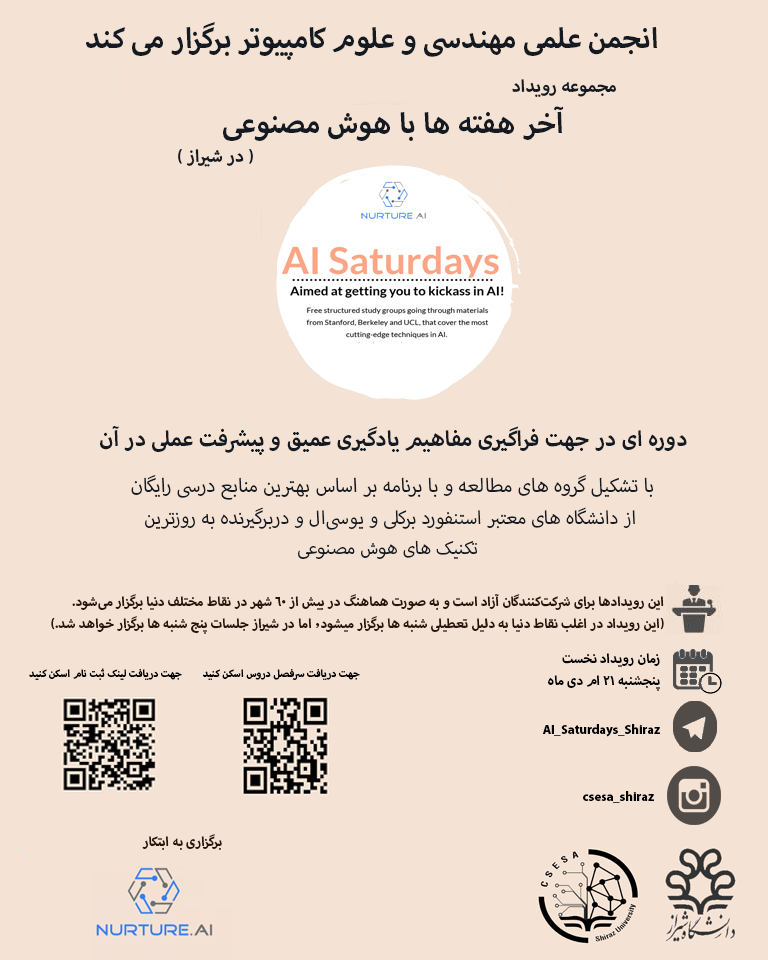 انجمن علمی مهندسی و علوم کامپیوتر برگزار می کند
مجموعه رویداد
آخر هفته ها با هوش مصنوعی
( در شیراز )
NURTURE AI
AI Saturdays
Aimed at getting you to kickass in AI!
Free structured study groups going through materials
from Stanford, Berkeley and UCL, that cover the most
cutting-edge techniques in AI.
دوره ای در جهت فراگیری مفاهیم یادگیری عمیق و پیشرفت عملی در آن
با تشکیل گروه های مطالعه و با برنامه بر اساس بهترین منابع درسی رایگان
از دانشگاه های معتبر استنفورد برکلی و یوسی‌ال و دربرگیرنده به روزترین
تکنیک های هوش مصنوعی
این رویدادها برای شرکت‌کنندگان آزاد است و به صورت هماهنگ در بیش از ٦٠ شهر در نقاط مختلف دنیا برگزار می‌شود.
(این رویداد در اغلب نقاط دنیا به دلیل تعطیلی شنبه ها برگزار میشود، اما در شیراز جلسات پنج شنبه ها برگزار خواهد شد.)
زمان رویداد نخست
پنجشنبه ٢١ ام دی ماه
AI_Saturdays_Shiraz
csesa_shiraz
جهت دریافت سرفصل دروس اسکن کنید
جهت دریافت لینک ثبت نام اسکن کنید
برگزاری به ابتکار
NURTURE.AI
CSESA
Shiraz University
دانشگاه شیراز